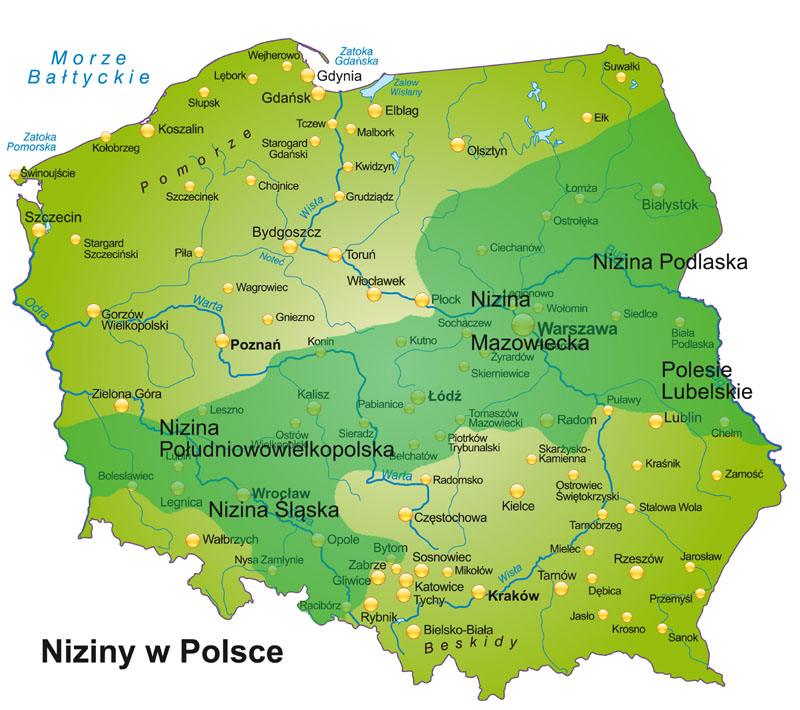 Morze
Bałtyckie
Zatoka
Gdańska
Zalew
Wiślany
Zatoka
Pomorska
Wejherowo
Gdynia
Lębork
Gdańsk
Słupsk
Elbląg
Suwałki
Koszalin
Tczew
Malbork
Ełk
Kołobrzeg
Starogard
Gdański
Olsztyn
Pomorze
Świnoujście
Kwidzyn
Chojnice
Szczecinek
Grudziądz
Łomża
Białystok
Wisła
Szczecin
Ostrołęka
Stargard
Szczeciński
Bydgoszcz
Piła
Toruń
Ciechanów
Noteć
Bug
Nizina Podlaska
Włocławek
Wagrowiec
Płock
Nizina
Legionowo
Odra
Warta
Wołomin
Gorzów
Wielkopolski
Gniezno
Siedlce
Sochaczew
Warszawa
Biała
Podlaska
Poznań
Konin
Kutno
Mazowiecka
Żyrardów
Skierniewice
Polesie
Lubelskie
Zielona Góra
Kalisz
Łódź
Pabianice
Puławy
Leszno
Tomaszów
Mazowiecki
Radom
Lublin
Nizina
Południowowielkopolska
Ostrów
Wielkopolski
Sieradz
Chełm
Piotrków
Trybunalski
Bełchatów
Skarżysko-
Kamienna
Lubin
Kraśnik
Zamość
Bolesławiec
Warta
Radomsko
Ostrowiec
Świętokrzyski
Legnica
Wrocław
Kielce
Nizina Śląska
Częstochowa
Stalowa Wola
Tarnobrzeg
Wałbrzych
Opole
Bytom
Mielec
Nysa Zamłynie
Zabrze
Sosnowiec
Mikołów
Rzeszów
Jarosław
Gliwice
Katowice
Tychy
Wisła
Tarnów
Dębica
Kraków
Przemyśl
Racibórz
Rybnik
Jasło
Krosno
Bielsko-Biała
Sanok
Beskidy
Niziny w Polsce